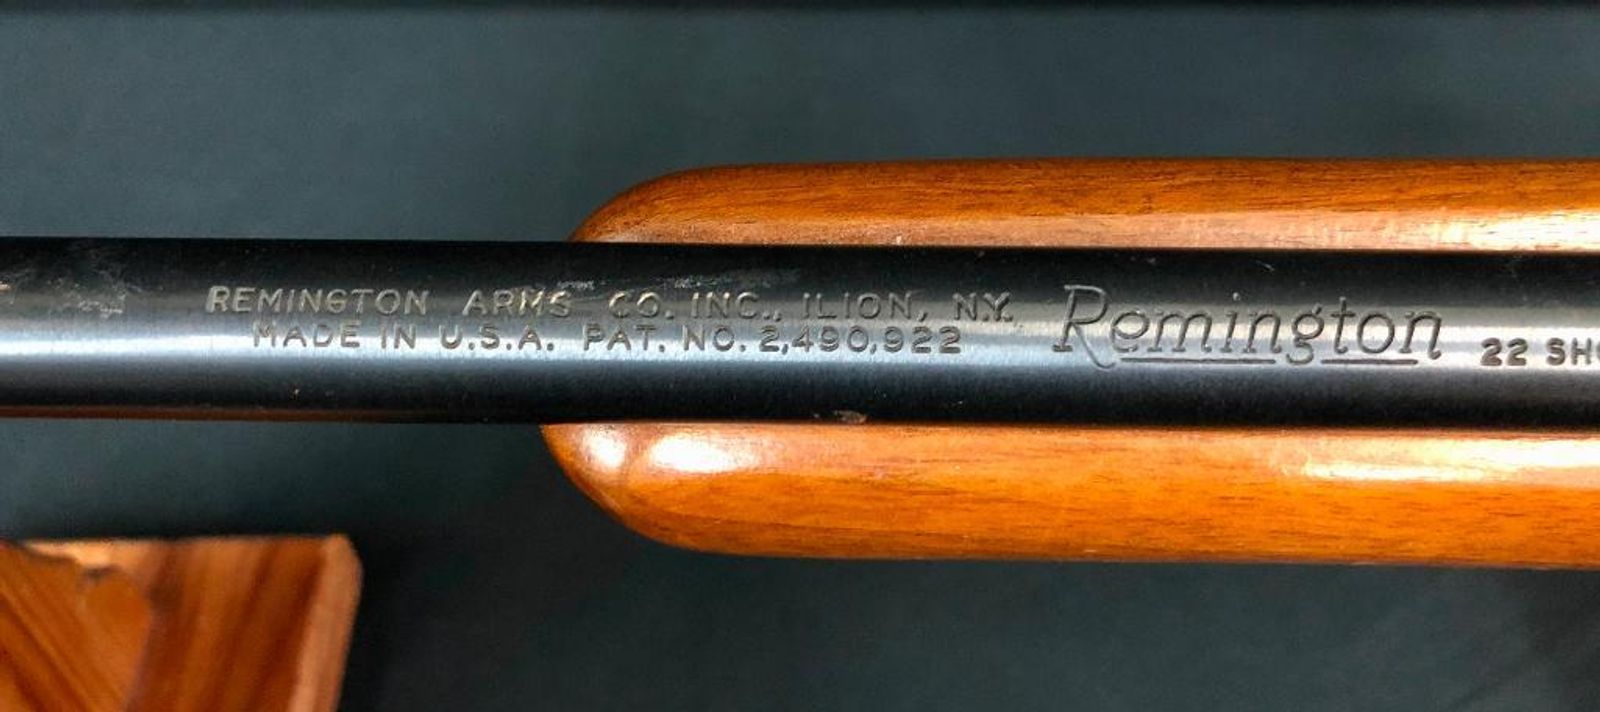 REMINGTON ARMS CO. INC., ILION, N.Y.
MADE IN U.S.A. PAT. NO. 2,490,922
Remington
22